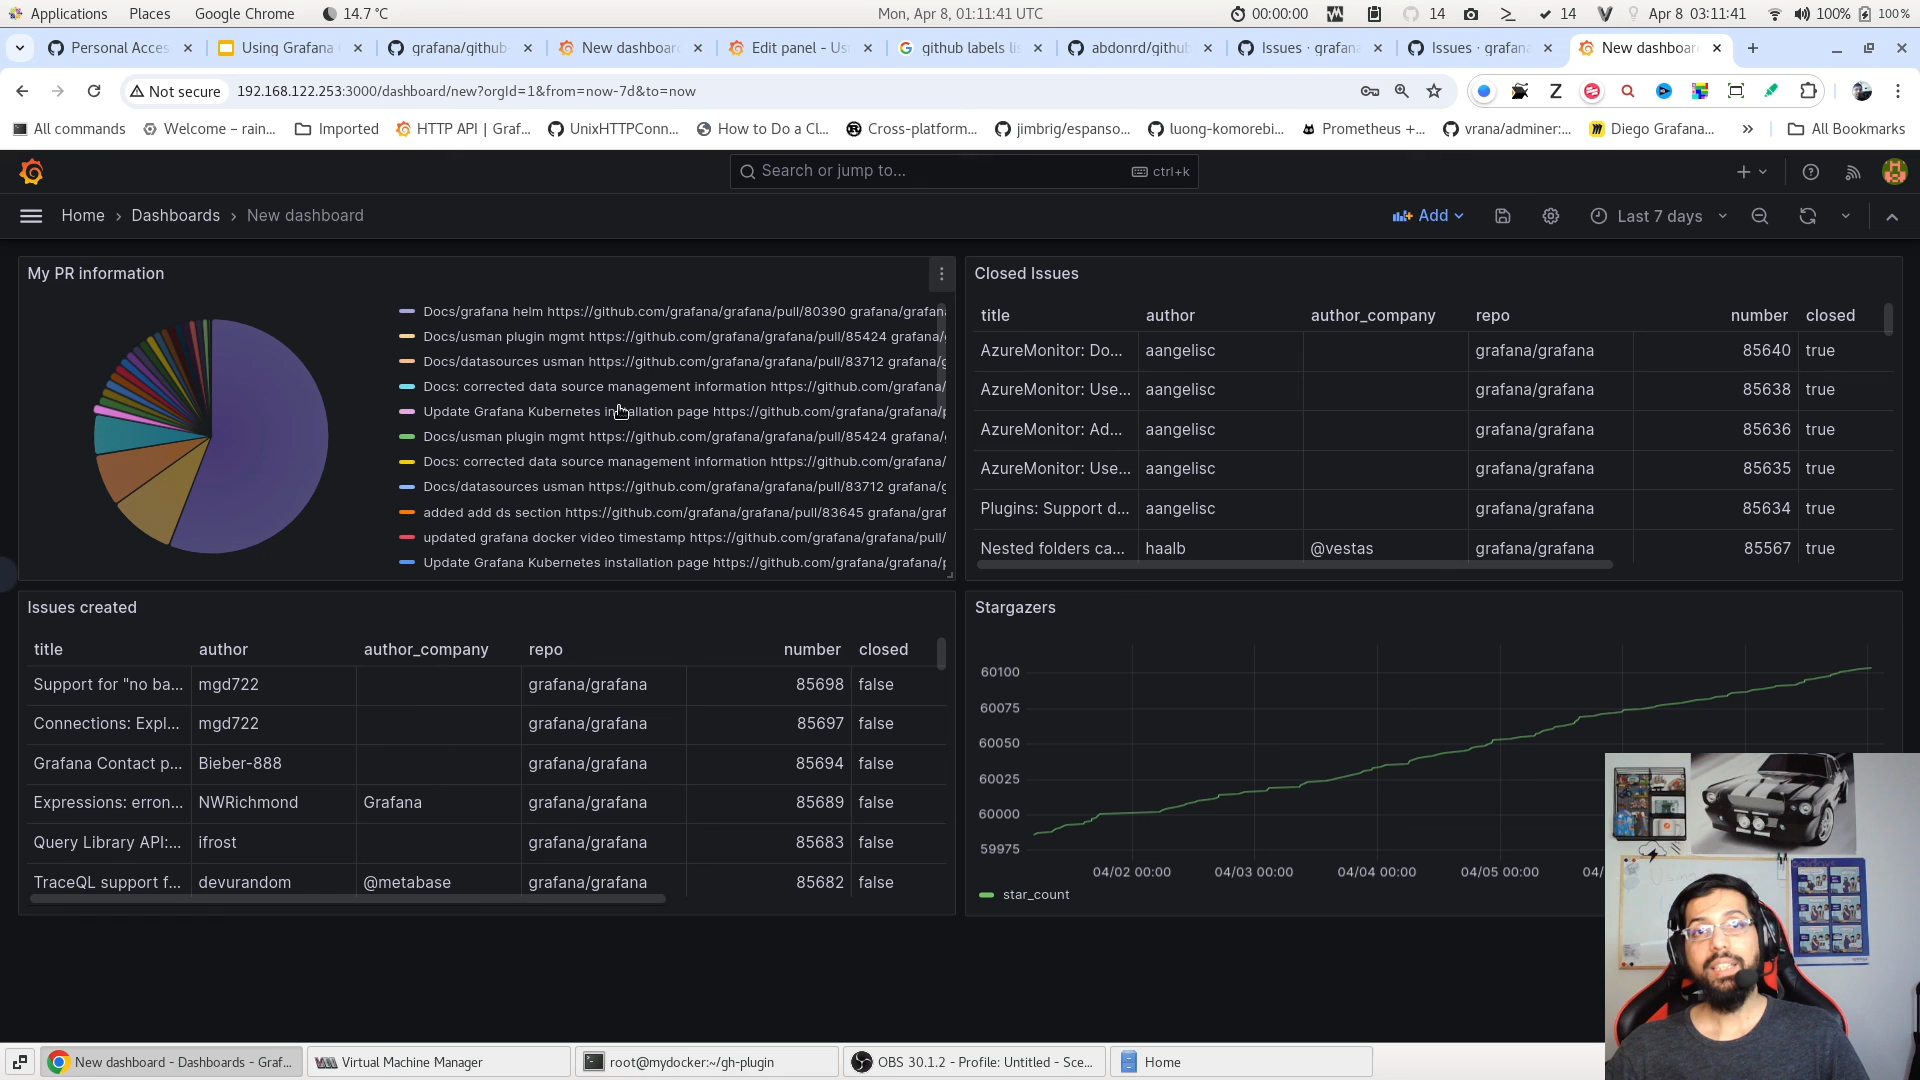 Applications Places Google Chrome 14.7 °C Mon, Apr 8, 01:11:41 UTC 00:00:00 14 14 Apr 8 03:11:41 100% 100%
Personal Acces Using Grafana grafana/github- New dashboar Edit panel - Us github labels li abdonrd/github Issues · grafana Issues · grafana New dashboar
Not secure 192.168.122.253:3000/dashboard/new?orgId=1&from=now-7d&to=now
All commands Welcome – rain... Imported HTTP API | Graf... UnixHTTPConn... How to Do a Cl... Cross-platform... jimbrig/espanso... luong-komorebi... Prometheus +... vrana/adminer:... Diego Grafana... » All Bookmarks
Search or jump to... ctrl+k
Home › Dashboards › New dashboard Add Last 7 days
My PR information
Docs/grafana helm https://github.com/grafana/grafana/pull/80390 grafana/grafan
Docs/usman plugin mgmt https://github.com/grafana/grafana/pull/85424 grafana/
Docs/datasources usman https://github.com/grafana/grafana/pull/83712 grafana/
Docs: corrected data source management information https://github.com/grafana/
Update Grafana Kubernetes installation page https://github.com/grafana/grafana/p
Docs/usman plugin mgmt https://github.com/grafana/grafana/pull/85424 grafana/
Docs: corrected data source management information https://github.com/grafana/
Docs/datasources usman https://github.com/grafana/grafana/pull/83712 grafana/g
added add ds section https://github.com/grafana/grafana/pull/83645 grafana/graf
updated grafana docker video timestamp https://github.com/grafana/grafana/pull/
Update Grafana Kubernetes installation page https://github.com/grafana/grafana/p
Closed Issues
title author author_company repo number closed
AzureMonitor: Do... aangelisc grafana/grafana 85640 true
AzureMonitor: Use... aangelisc grafana/grafana 85638 true
AzureMonitor: Ad... aangelisc grafana/grafana 85636 true
AzureMonitor: Use... aangelisc grafana/grafana 85635 true
Plugins: Support d... aangelisc grafana/grafana 85634 true
Nested folders ca... haalb @vestas grafana/grafana 85567 true
Issues created
title author author_company repo number closed
Support for "no ba... mgd722 grafana/grafana 85698 false
Connections: Expl... mgd722 grafana/grafana 85697 false
Grafana Contact p... Bieber-888 grafana/grafana 85694 false
Expressions: erron... NWRichmond Grafana grafana/grafana 85689 false
Query Library API:... ifrost grafana/grafana 85683 false
TraceQL support f... devurandom @metabase grafana/grafana 85682 false
Stargazers
60100
60075
60050
60025
60000
59975
04/02 00:00 04/03 00:00 04/04 00:00 04/05 00:00 04/
star_count
New dashboard - Dashboards - Graf... Virtual Machine Manager root@mydocker:~/gh-plugin OBS 30.1.2 - Profile: Untitled - Sce... Home